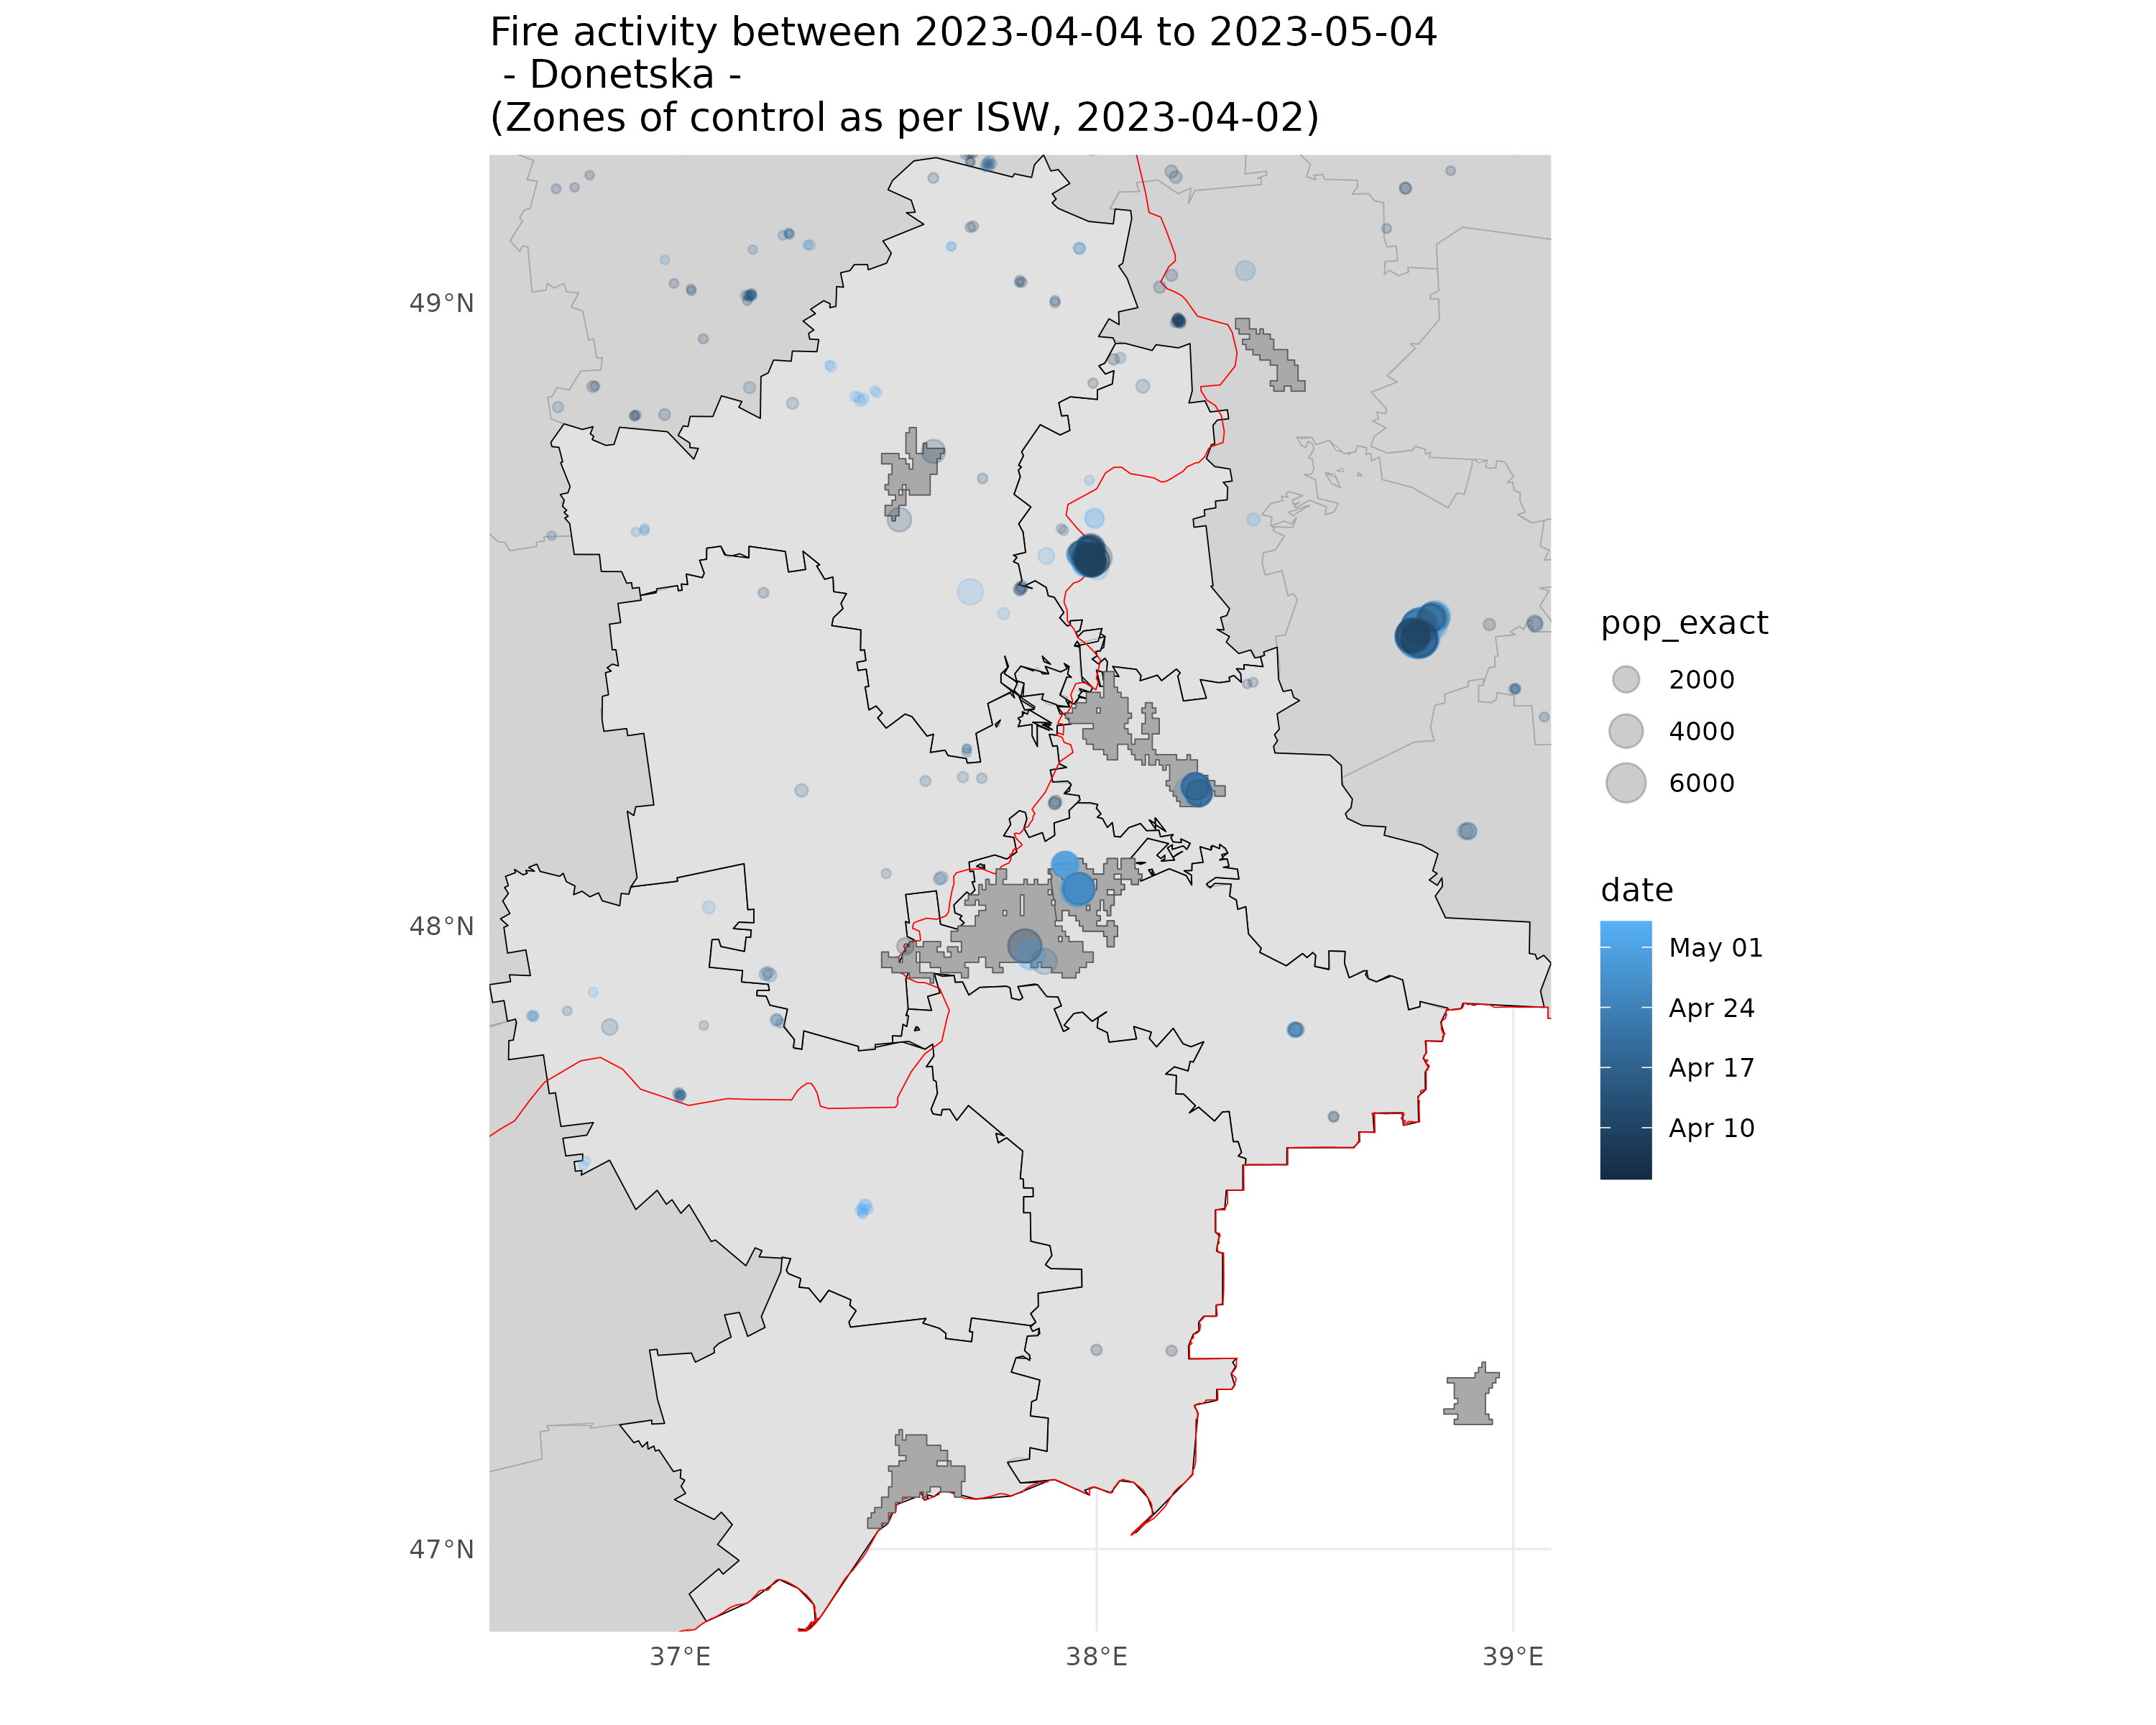 Fire activity between 2023-04-04 to 2023-05-04
- Donetska -
(Zones of control as per ISW, 2023-04-02)
49°N
48°N
47°N
37°E
38°E
39°E
pop_exact
2000
4000
6000
date
May 01
Apr 24
Apr 17
Apr 10